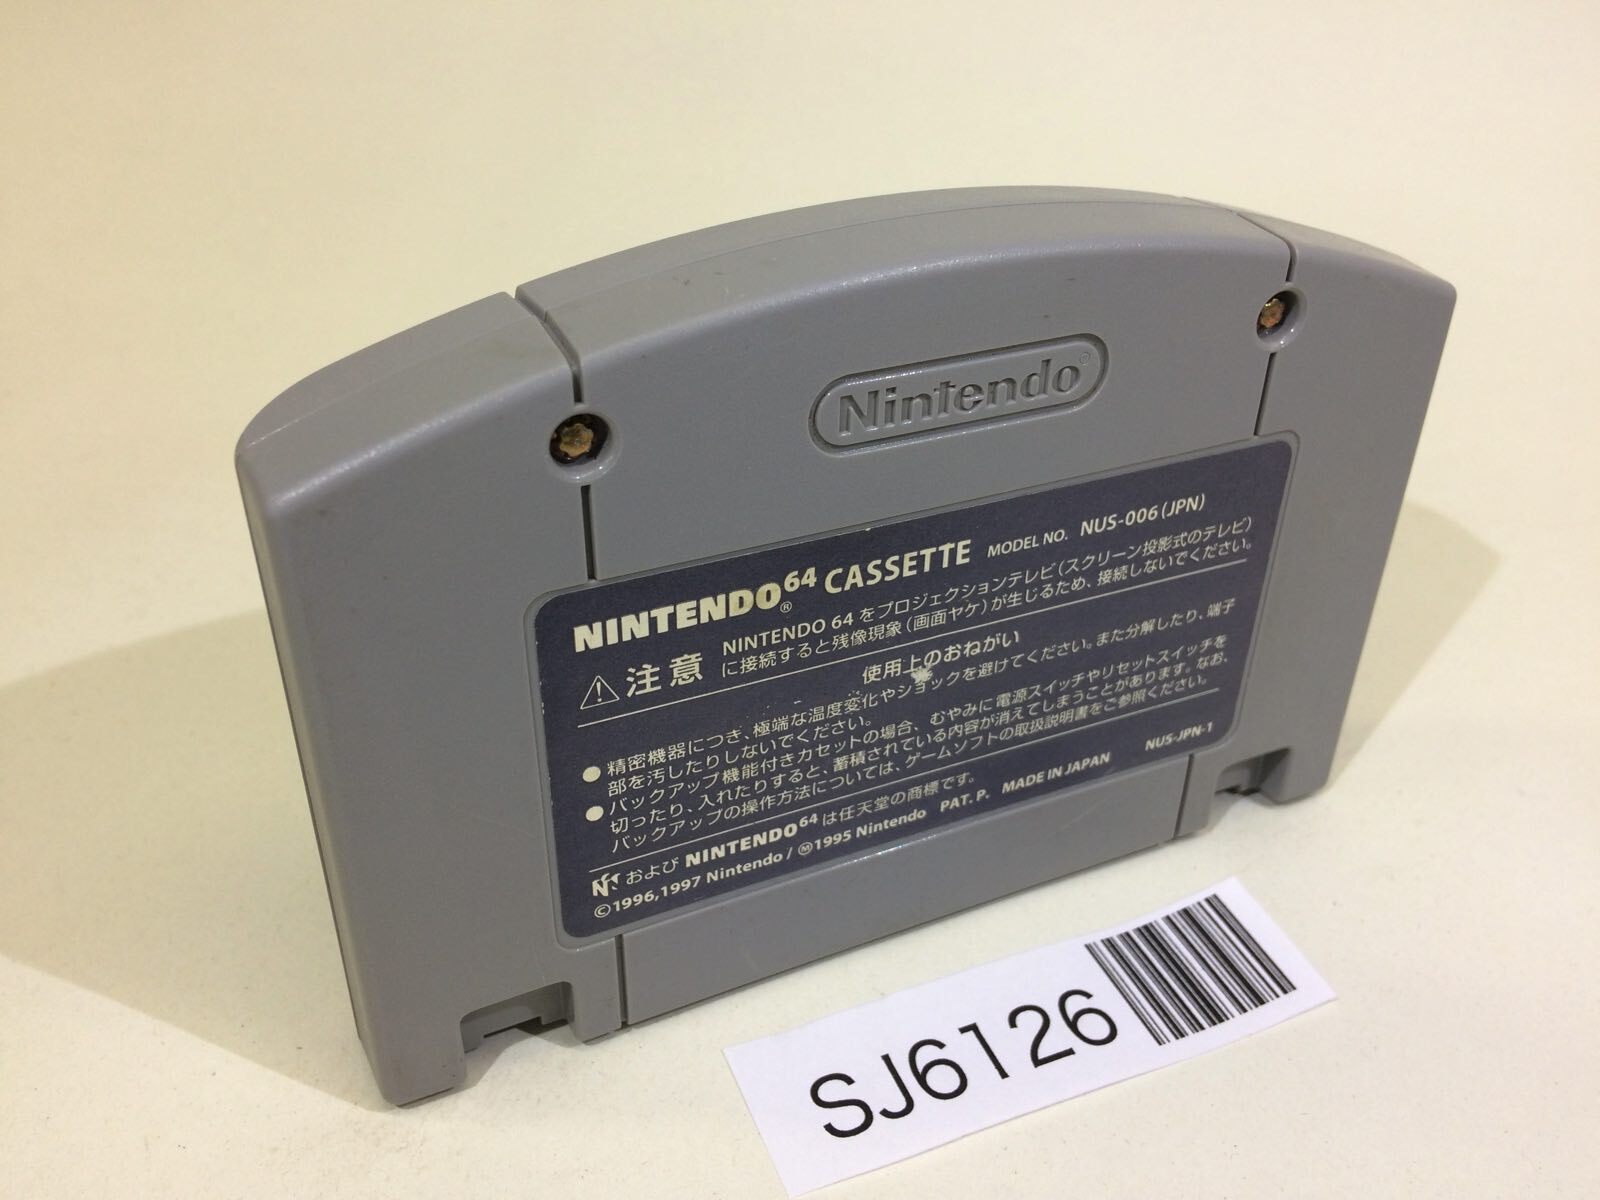 Nintendo®
NINTENDO64® CASSETTE MODEL NO. NUS-006(JPN)
注意 NINTENDO 64 をプロジェクションテレビ(スクリーン投影式のテレビ)
に接続すると残像現象(画面ヤケ)が生じるため、接続しないでください。
使用上のおねがい
●精密機器につき、極端な温度変化やショックを避けてください。また分解したり、端子
部を汚したりしないでください。
●バックアップ機能付きカセットの場合、むやみに電源スイッチやリセットスイッチを
切ったり、入れたりすると、蓄積されている内容が消えてしまうことがあります。なお、
バックアップの操作方法については、ゲームソフトの取扱説明書をご参照ください。
および NINTENDO64 は任天堂の商標です。
©1996,1997 Nintendo/Ⓜ1995 Nintendo PAT. P. MADE IN JAPAN NUS-JPN-1
SJ6126